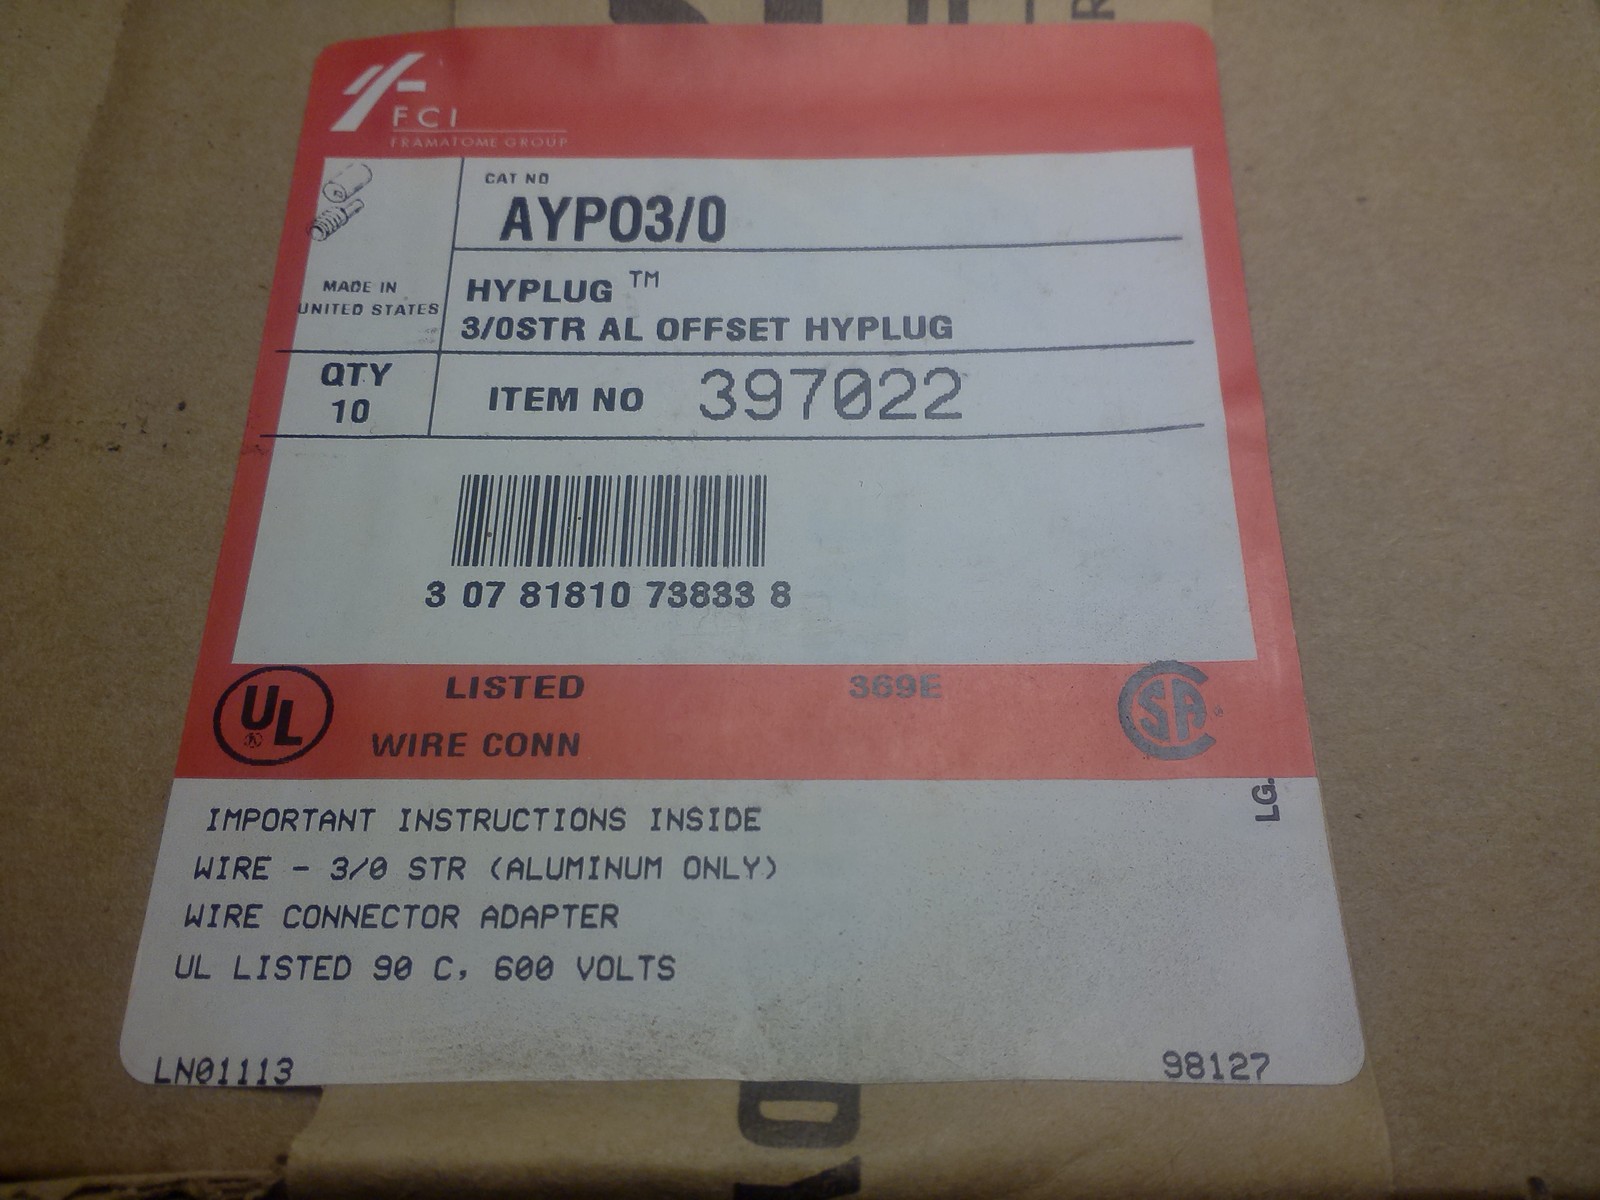 FCI
FRAMATOME GROUP
CAT NO
AYPO3/0
MADE IN
UNITED STATES
HYPLUG ™
3/0STR AL OFFSET HYPLUG
QTY
10
ITEM NO 397022
3 07 81810 73833 8
UL
®
LISTED 369E
WIRE CONN
SA
LG.
IMPORTANT INSTRUCTIONS INSIDE
WIRE - 3/0 STR (ALUMINUM ONLY)
WIRE CONNECTOR ADAPTER
UL LISTED 90 C, 600 VOLTS
LN01113 98127